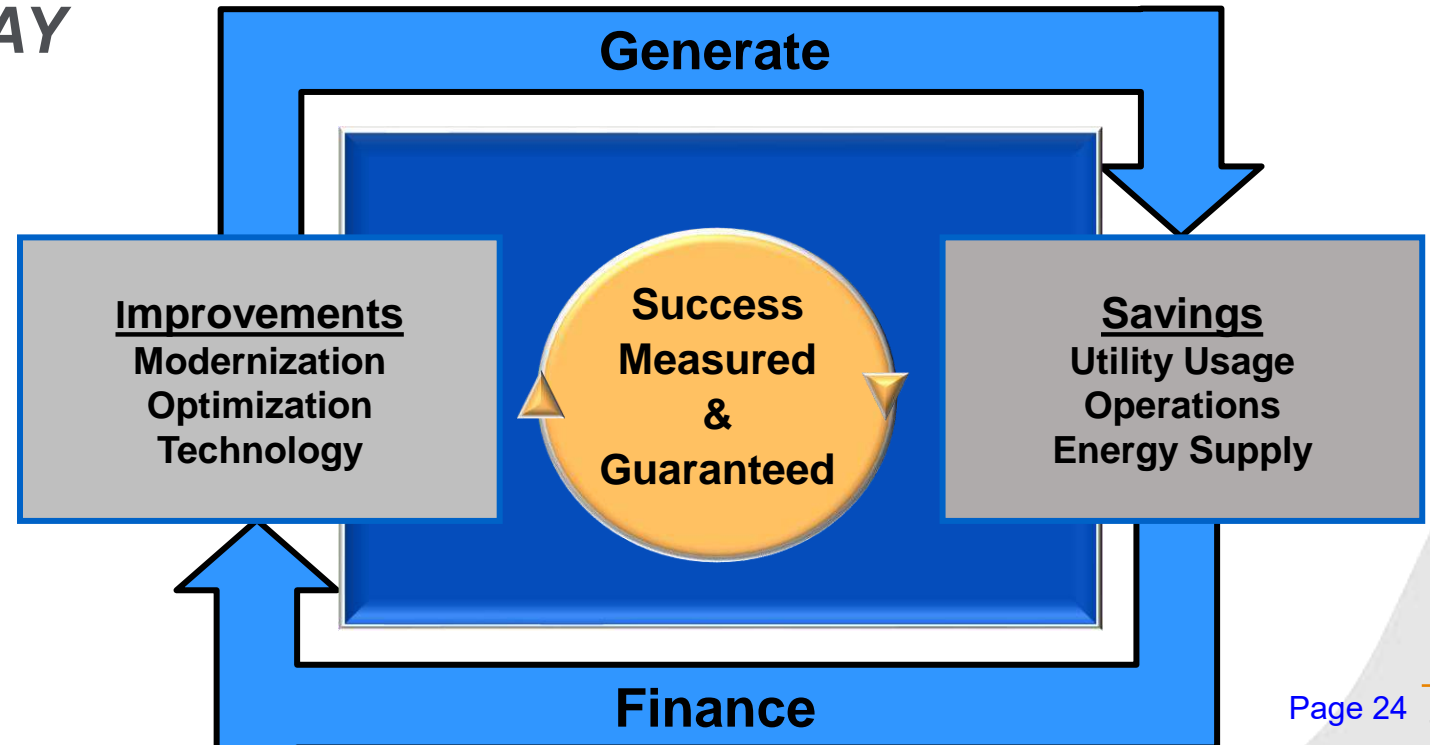 AY
Generate
Improvements
Modernization
Optimization
Technology
Success
Measured
&
Guaranteed
Savings
Utility Usage
Operations
Energy Supply
Finance
Page 24